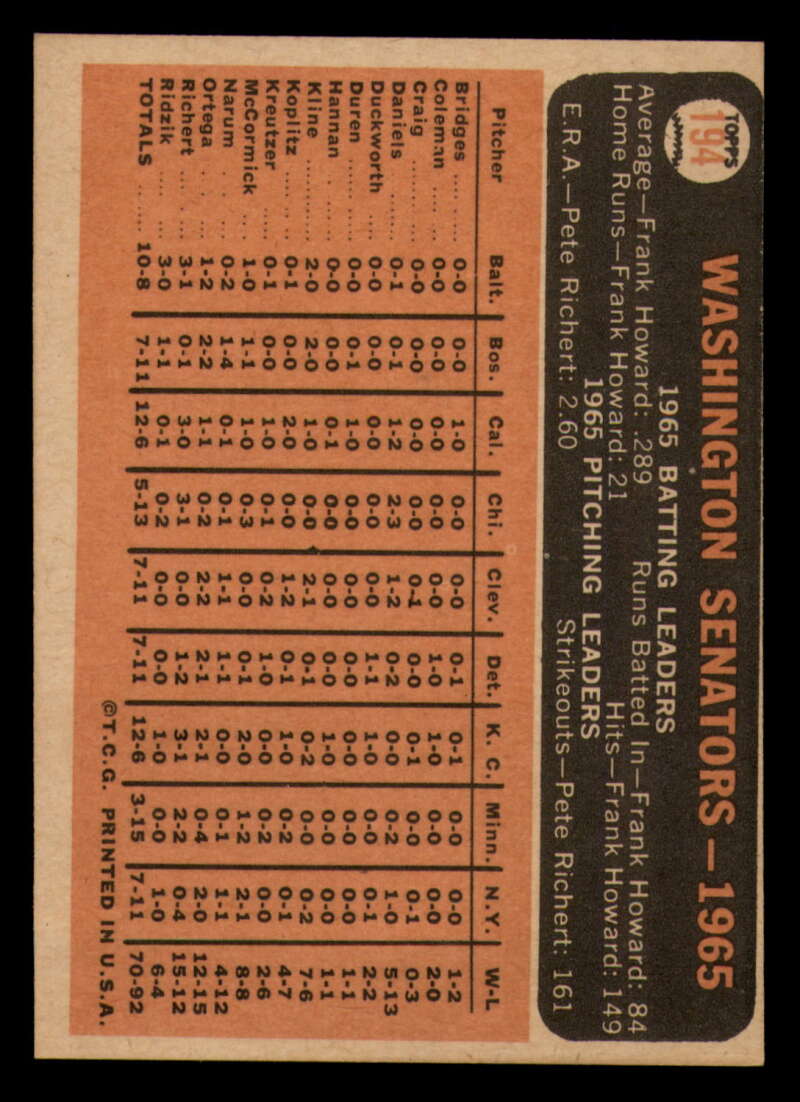 TOPPS
194
WASHINGTON SENATORS—1965
1965 BATTING LEADERS
Average—Frank Howard: .289 Runs Batted In—Frank Howard: 84
Home Runs—Frank Howard: 21 Hits—Frank Howard: 149
1965 PITCHING LEADERS
E.R.A.—Pete Richert: 2.60 Strikeouts—Pete Richert: 161
Pitcher Balt. Bos. Cal. Chi. Clev. Det. K. C. Minn. N.Y. W-L
Bridges ........ 0-0 0-0 1-0 0-0 0-0 0-1 0-1 0-0 0-0 1-2
Coleman ....... 0-0 0-0 0-0 0-0 0-0 1-0 1-0 0-0 0-0 2-0
Craig .......... 0-0 0-0 0-0 0-0 0-1 0-0 0-1 0-0 0-1 0-3
Daniels ....... 0-1 0-1 1-2 2-3 1-2 0-2 0-0 0-2 1-0 5-13
Duckworth .... 0-0 0-0 0-0 0-0 0-0 1-1 1-0 0-0 0-1 2-2
Duren ......... 0-0 0-1 1-0 0-0 0-0 0-0 0-0 0-0 0-0 1-1
Hannan ....... 0-0 0-0 0-1 0-0 0-0 0-0 1-0 0-0 0-0 1-1
Kline .......... 2-0 2-0 1-0 0-0 2-1 0-1 0-2 0-0 0-2 7-6
Koplitz ........ 0-1 0-0 2-0 0-0 1-2 0-1 1-0 0-2 0-1 4-7
Kreutzer ...... 0-1 0-0 1-0 0-1 0-2 1-0 0-0 0-2 0-0 2-6
McCormick .... 1-0 1-1 1-0 0-3 0-0 0-1 2-0 1-2 2-1 8-8
Narum ........ 0-2 1-4 0-1 0-1 1-1 1-1 0-0 0-1 1-1 4-12
Ortega ........ 1-2 2-2 1-1 0-2 2-2 2-1 2-1 0-4 2-0 12-15
Richert ....... 3-1 0-1 3-0 3-1 0-0 1-2 3-1 2-2 0-4 15-12
Ridzik ........ 3-0 1-1 0-1 0-2 0-0 0-0 1-0 0-0 1-0 6-4
TOTALS ....... 10-8 7-11 12-6 5-13 7-11 7-11 12-6 3-15 7-11 70-92
©T.C.G. PRINTED IN U.S.A.